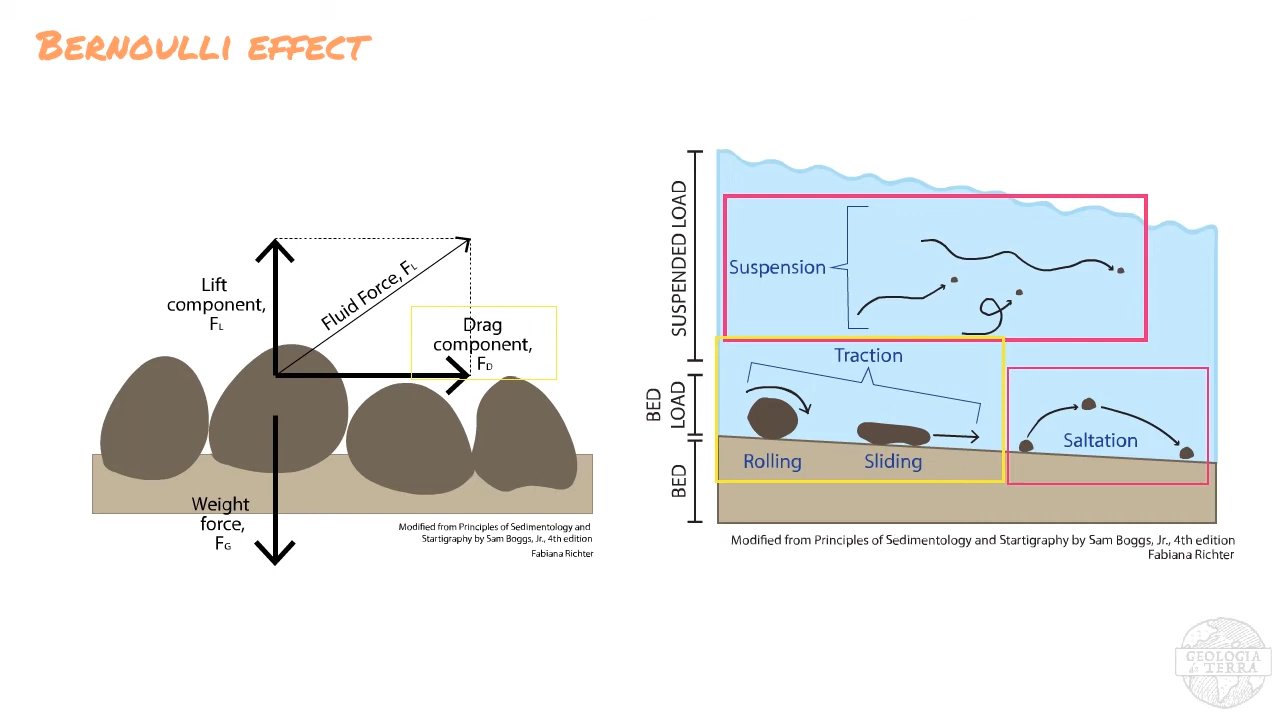 BERNOULLI EFFECT
Lift
component,
FL
Fluid Force, FL
Drag
component,
FD
Weight
force,
FG
Modified from Principles of Sedimentology and
Startigraphy by Sam Boggs, Jr., 4th edition
Fabiana Richter
SUSPENDED LOAD
BED
LOAD
BED
Suspension
Traction
Rolling
Sliding
Saltation
Modified from Principles of Sedimentology and Startigraphy by Sam Boggs, Jr., 4th edition
Fabiana Richter
GEOLOGIA
da TERRA